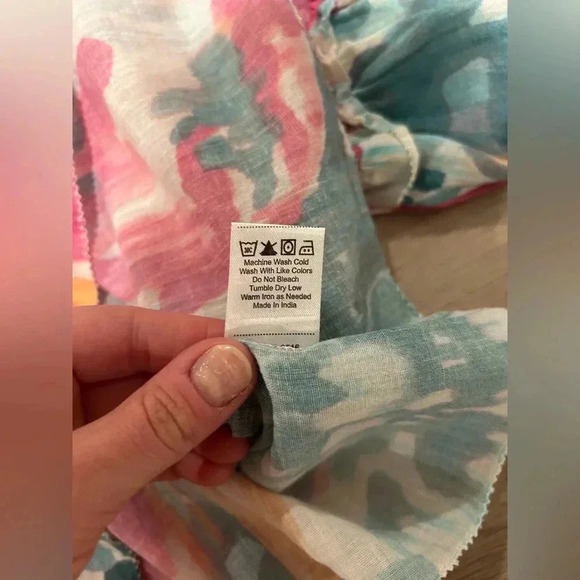 Machine Wash Cold
Wash With Like Colors
Do Not Bleach
Tumble Dry Low
Warm Iron as Needed
Made In India